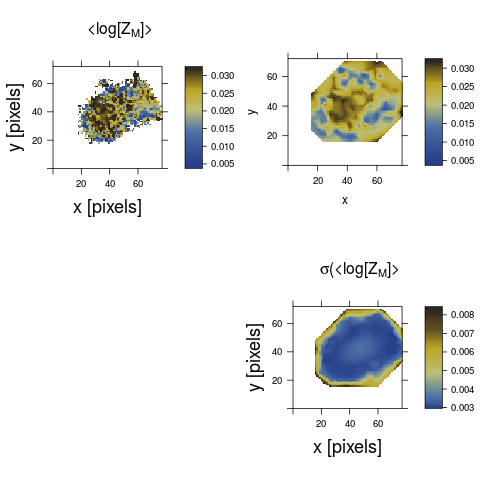 <log[Z_M]>
60
40
20
20 40 60
x [pixels]
y [pixels]
0.030
0.025
0.020
0.015
0.010
0.005
60
40
20
20 40 60
x
y
0.030
0.025
0.020
0.015
0.010
0.005
σ(<log[Z_M]>
60
40
20
20 40 60
x [pixels]
y [pixels]
0.008
0.007
0.006
0.005
0.004
0.003